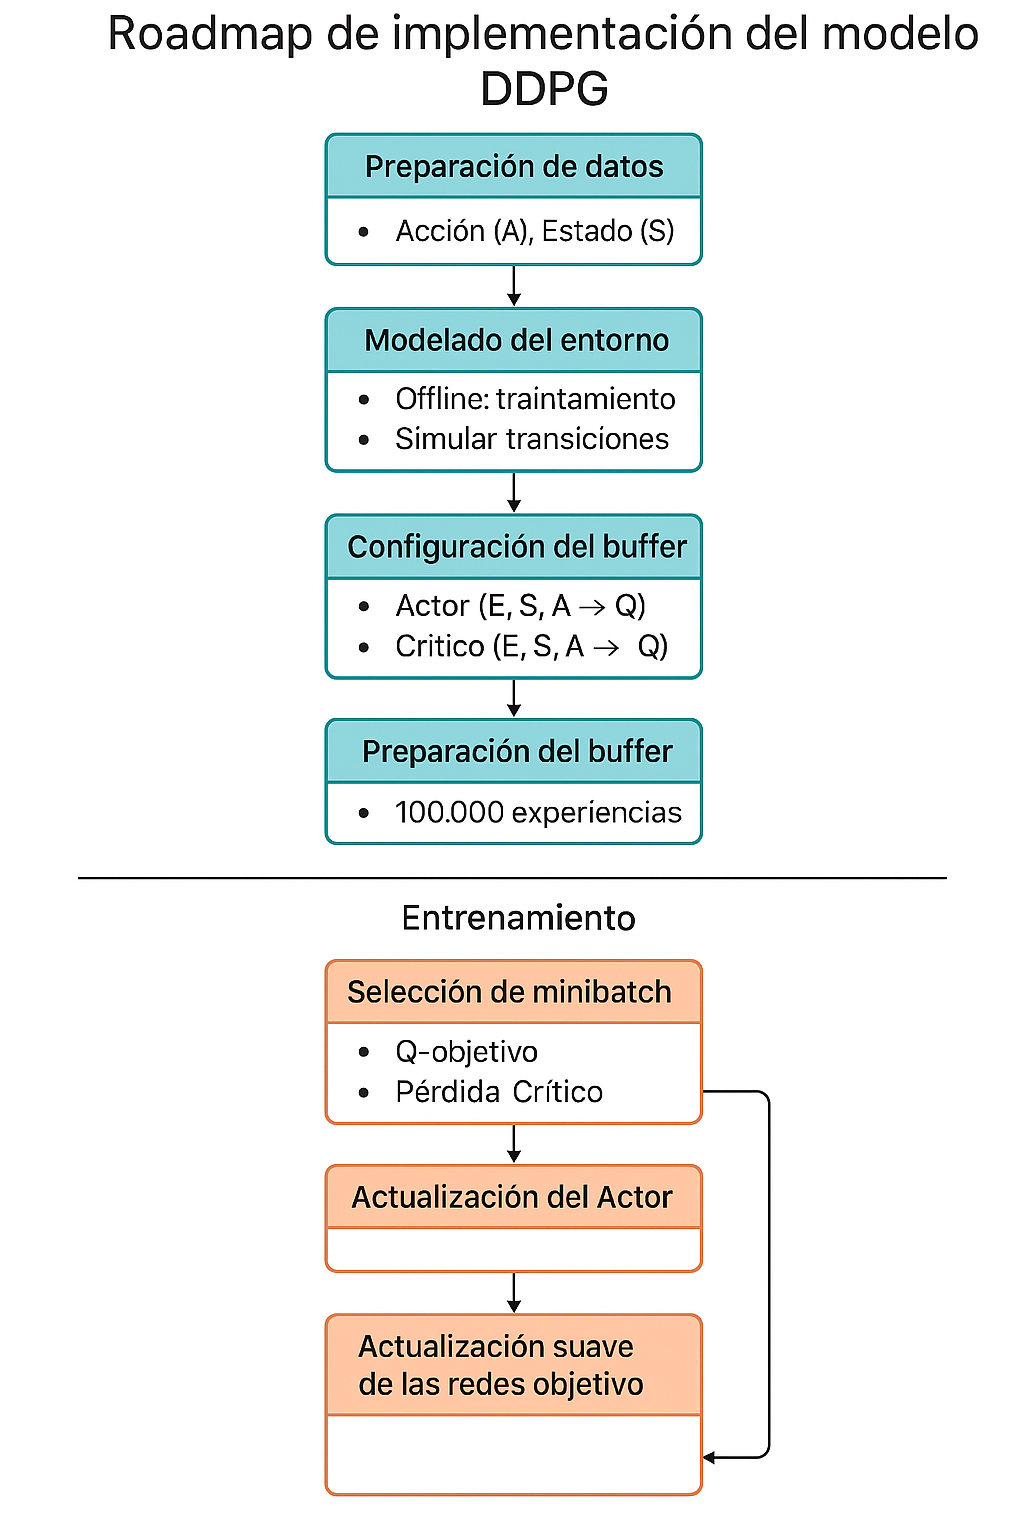 Roadmap de implementación del modelo
DDPG
Preparación de datos
• Acción (A), Estado (S)
Modelado del entorno
• Offline: traintamiento
• Simular transiciones
Configuración del buffer
• Actor (E, S, A → Q)
• Critico (E, S, A → Q)
Preparación del buffer
• 100.000 experiencias
Entrenamiento
Selección de minibatch
• Q-objetivo
• Pérdida Crítico
Actualización del Actor
Actualización suave
de las redes objetivo